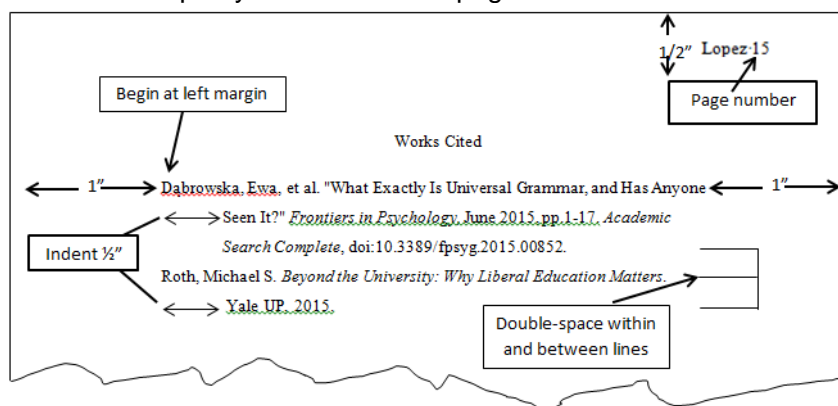 1/2" Lopez·15
Begin at left margin
Page number
Works Cited
1" Dąbrowska, Ewa, et al. "What Exactly Is Universal Grammar, and Has Anyone 1"
Seen It?" Frontiers in Psychology, June 2015, pp.1-17. Academic
Indent ½"
Search Complete, doi:10.3389/fpsyg.2015.00852.
Roth, Michael S. Beyond the University: Why Liberal Education Matters.
Yale UP, 2015.
Double-space within
and between lines